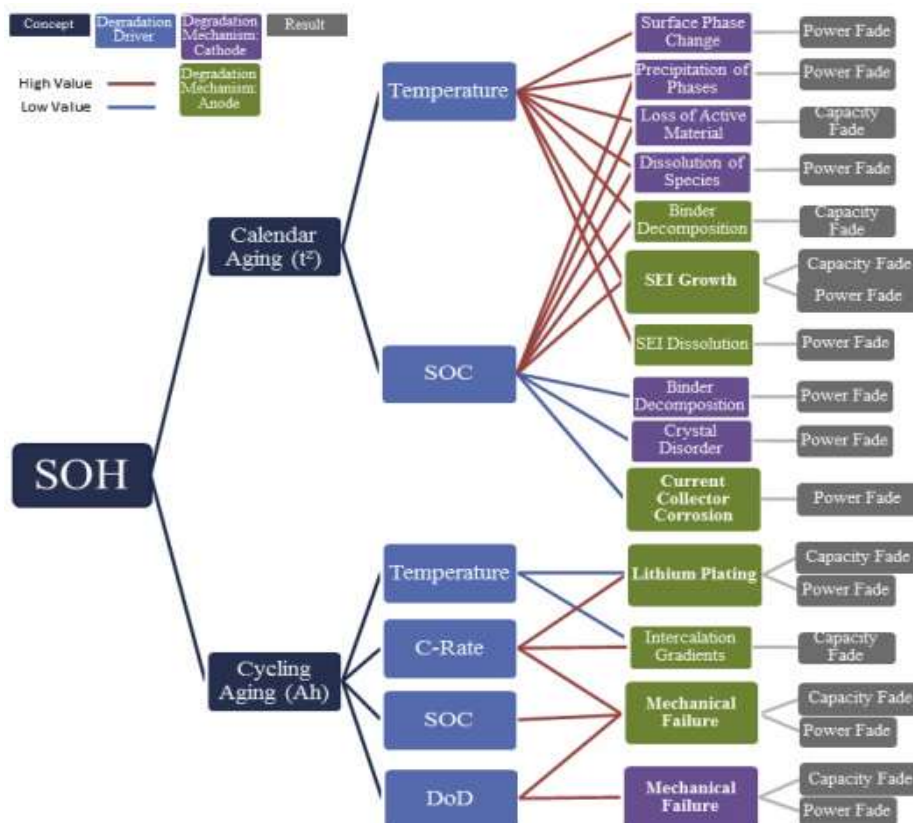 Concept
Degradation
Driver
Degradation
Mechanism:
Cathode
Result
High Value
Low Value
Degradation
Mechanism:
Anode
SOH
Calendar
Aging (tᶻ)
Cycling
Aging (Ah)
Temperature
SOC
Temperature
C-Rate
SOC
DoD
Surface Phase
Change
Power Fade
Precipitation of
Phases
Power Fade
Loss of Active
Material
Capacity
Fade
Dissolution of
Species
Power Fade
Binder
Decomposition
Capacity
Fade
SEI Growth
Capacity Fade
Power Fade
SEI Dissolution
Power Fade
Binder
Decomposition
Power Fade
Crystal
Disorder
Power Fade
Current
Collector
Corrosion
Power Fade
Lithium Plating
Capacity Fade
Power Fade
Intercalation
Gradients
Capacity
Fade
Mechanical
Failure
Capacity Fade
Power Fade
Mechanical
Failure
Capacity Fade
Power Fade